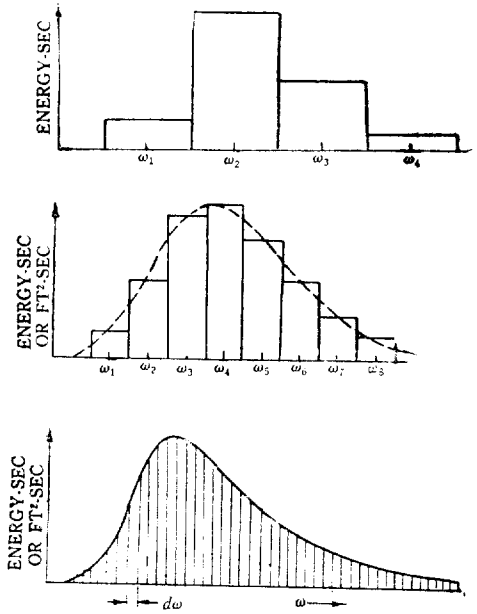 ENERGY-SEC
ω₁ ω₂ ω₃ ω₄
ENERGY-SEC
OR FT²-SEC
ω₁ ω₂ ω₃ ω₄ ω₅ ω₆ ω₇ ω₈
ENERGY-SEC
OR FT²-SEC
dω ω